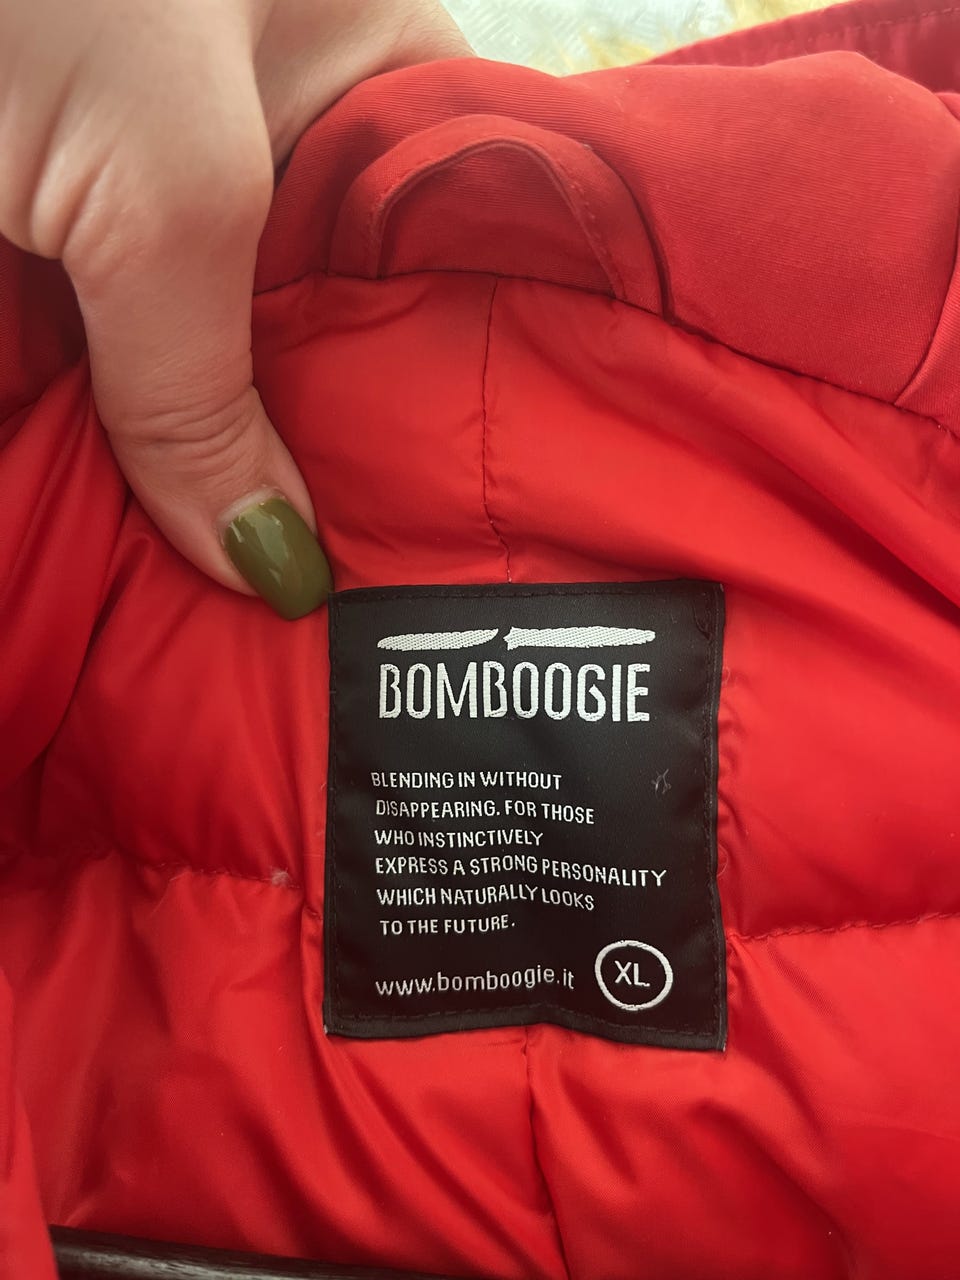 BOMBOOGIE
BLENDING IN WITHOUT
DISAPPEARING. FOR THOSE
WHO INSTINCTIVELY
EXPRESS A STRONG PERSONALITY
WHICH NATURALLY LOOKS
TO THE FUTURE.
www.bomboogie.it XL